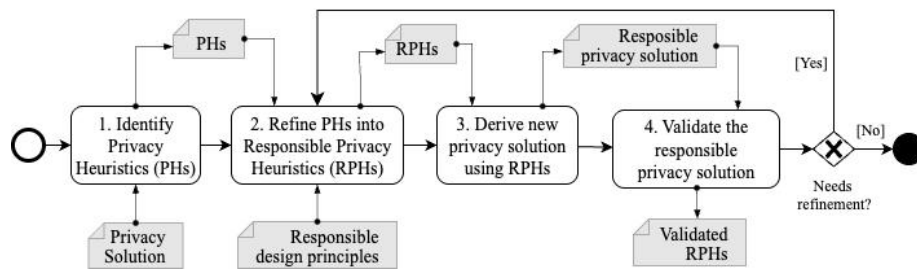 PHs
RPHs
Resposible
privacy solution
[Yes]
1. Identify
Privacy
Heuristics (PHs)
2. Refine PHs into
Responsible Privacy
Heuristics (RPHs)
3. Derive new
privacy solution
using RPHs
4. Validate the
responsible
privacy solution
[No]
Needs
refinement?
Privacy
Solution
Responsible
design principles
Validated
RPHs